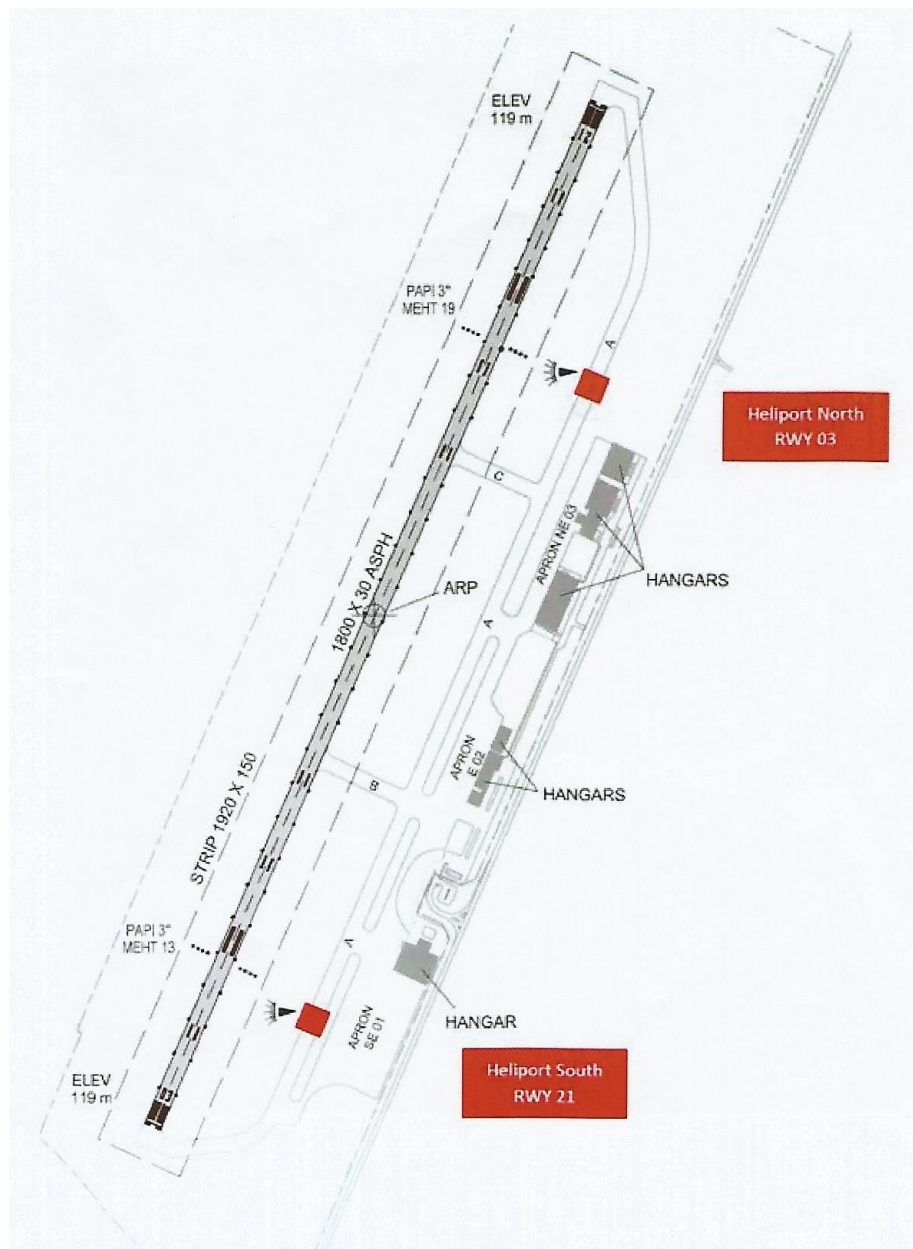 ELEV
119 m
21
PAPI 3°
MEHT 19
A
Heliport North
RWY 03
C
APRON NE 03
HANGARS
1800 X 30 ASPH
ARP
A
APRON
E 02
HANGARS
B
STRIP 1920 X 150
PAPI 3°
MEHT 13
A
HANGAR
APRON
SE 01
Heliport South
RWY 21
ELEV
119 m
03